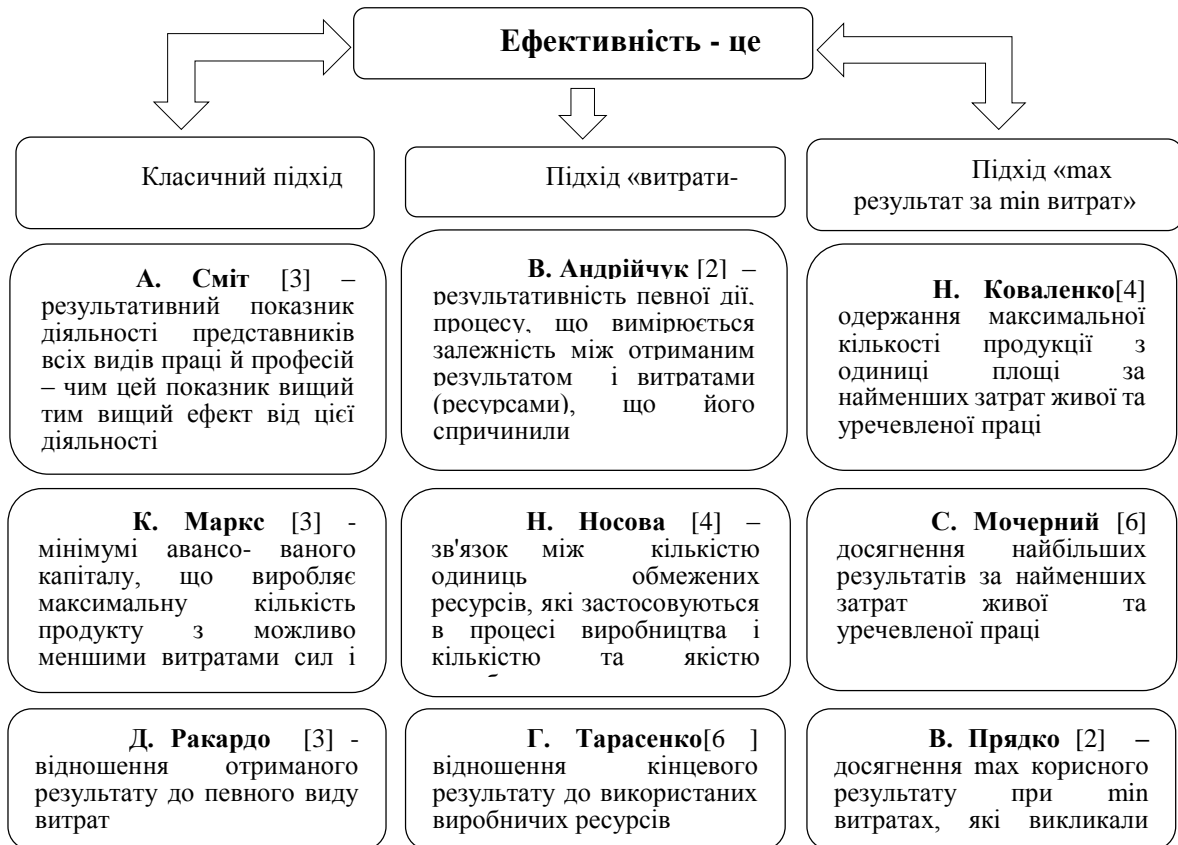 Ефективність - це
Класичний підхід
Підхід «витрати-
Підхід «max
результат за min витрат»
А. Сміт [3] –
результативний показник
діяльності представників
всіх видів праці й професій
– чим цей показник вищий
тим вищий ефект від цієї
діяльності
К. Маркс [3] -
мінімумі авансо- ваного
капіталу, що виробляє
максимальну кількість
продукту з можливо
меншими витратами сил і
Д. Ракардо [3] -
відношення отриманого
результату до певного виду
витрат
В. Андрійчук [2] –
результативність певної дії,
процесу, що вимірюється
залежність між отриманим
результатом і витратами
(ресурсами), що його
спричинили
Н. Носова [4] –
зв'язок між кількістю
одиниць обмежених
ресурсів, які застосовуються
в процесі виробництва і
кількістю та якістю
Г. Тарасенко[6 ]
відношення кінцевого
результату до використаних
виробничих ресурсів
Н. Коваленко[4]
одержання максимальної
кількості продукції з
одиниці площі за
найменших затрат живої та
уречевленої праці
С. Мочерний [6]
досягнення найбільших
результатів за найменших
затрат живої та
уречевленої праці
В. Прядко [2] –
досягнення max корисного
результату при min
витратах, які викликали